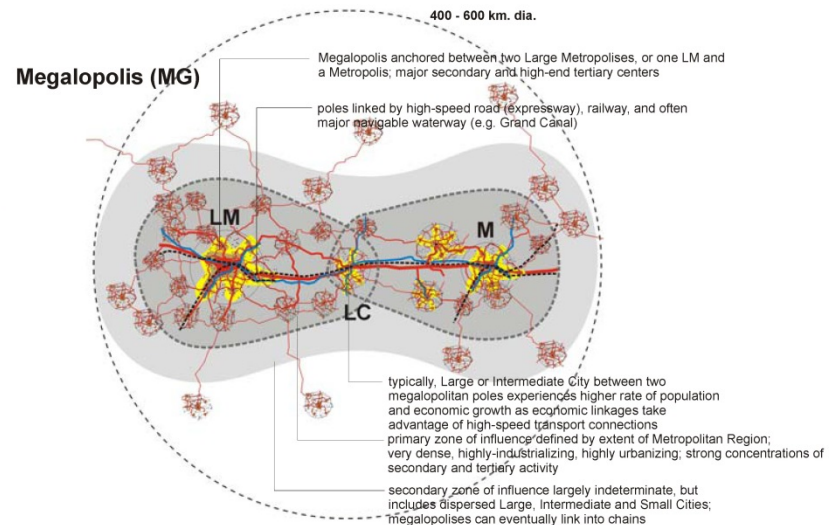 400 - 600 km. dia.
Megalopolis (MG)
Megalopolis anchored between two Large Metropolises, or one LM and
a Metropolis; major secondary and high-end tertiary centers
poles linked by high-speed road (expressway), railway, and often
major navigable waterway (e.g. Grand Canal)
LM
M
LC
typically, Large or Intermediate City between two
megalopolitan poles experiences higher rate of population
and economic growth as economic linkages take
advantage of high-speed transport connections
primary zone of influence defined by extent of Metropolitan Region;
very dense, highly-industrializing, highly urbanizing; strong concentrations of
secondary and tertiary activity
secondary zone of influence largely indeterminate, but
includes dispersed Large, Intermediate and Small Cities;
megalopolises can eventually link into chains